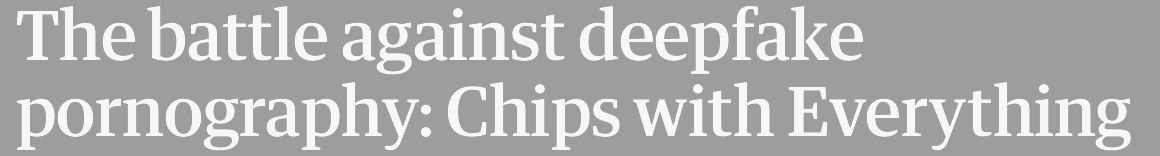 The battle against deepfake
pornography: Chips with Everything